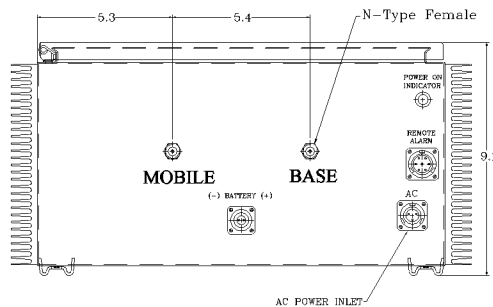 5.3
5.4
N-Type Female
POWER ON
INDICATOR
REMOTE
ALARM
MOBILE
BASE
(-) BATTERY (+)
AC
AC POWER INLET